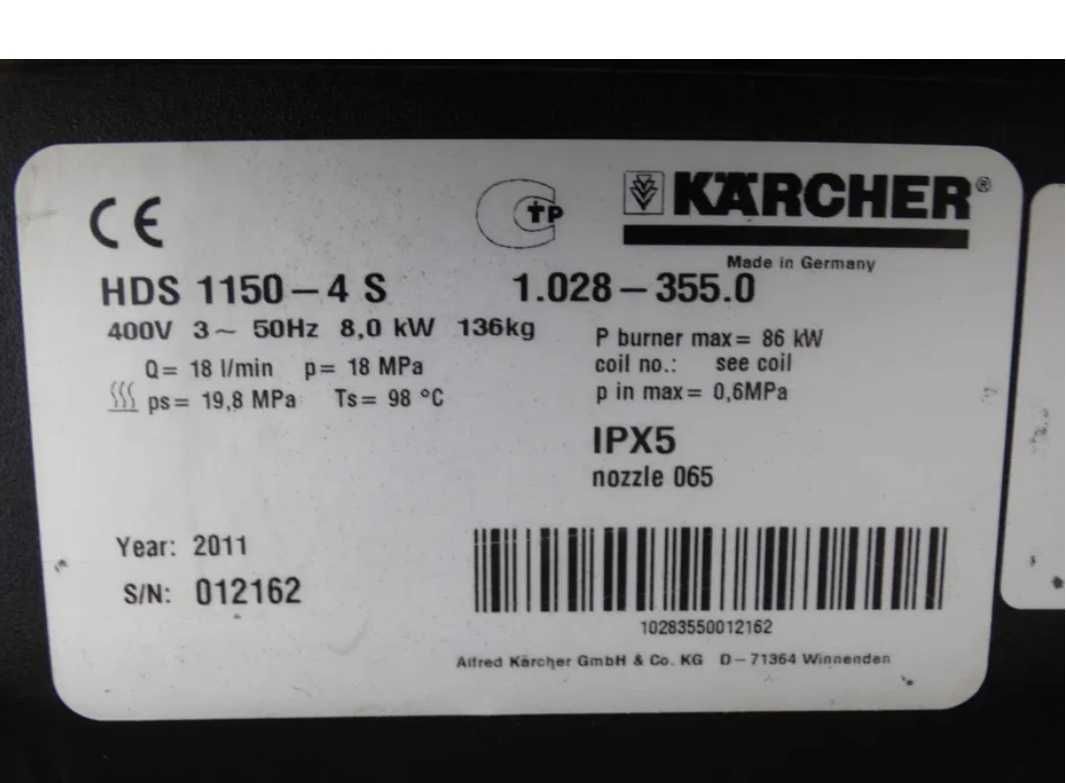 CE
TP
KÄRCHER®
Made in Germany
HDS 1150–4 S 1.028–355.0
400V 3~ 50Hz 8,0 kW 136kg
Q= 18 l/min p= 18 MPa
ps= 19,8 MPa Ts= 98 °C
P burner max= 86 kW
coil no.: see coil
p in max= 0,6MPa
IPX5
nozzle 065
Year: 2011
S/N: 012162
10283550012162
Alfred Kärcher GmbH & Co. KG D–71364 Winnenden